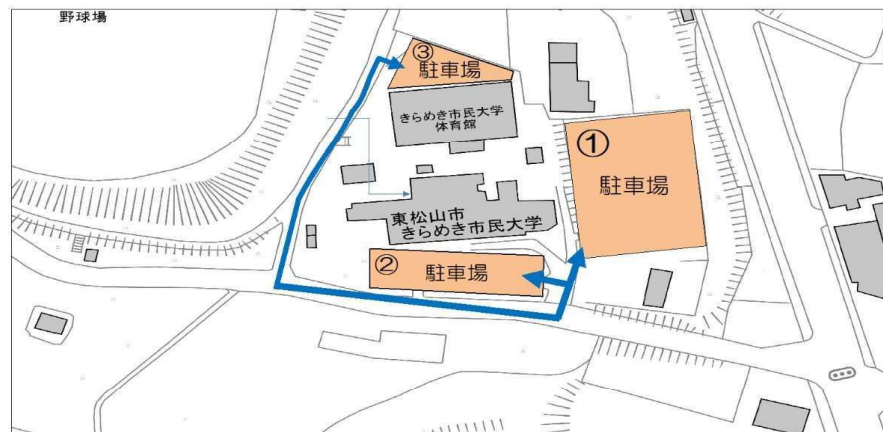 野球場
③
駐車場
きらめき市民大学
体育館
①
駐車場
東松山市
きらめき市民大学
②
駐車場